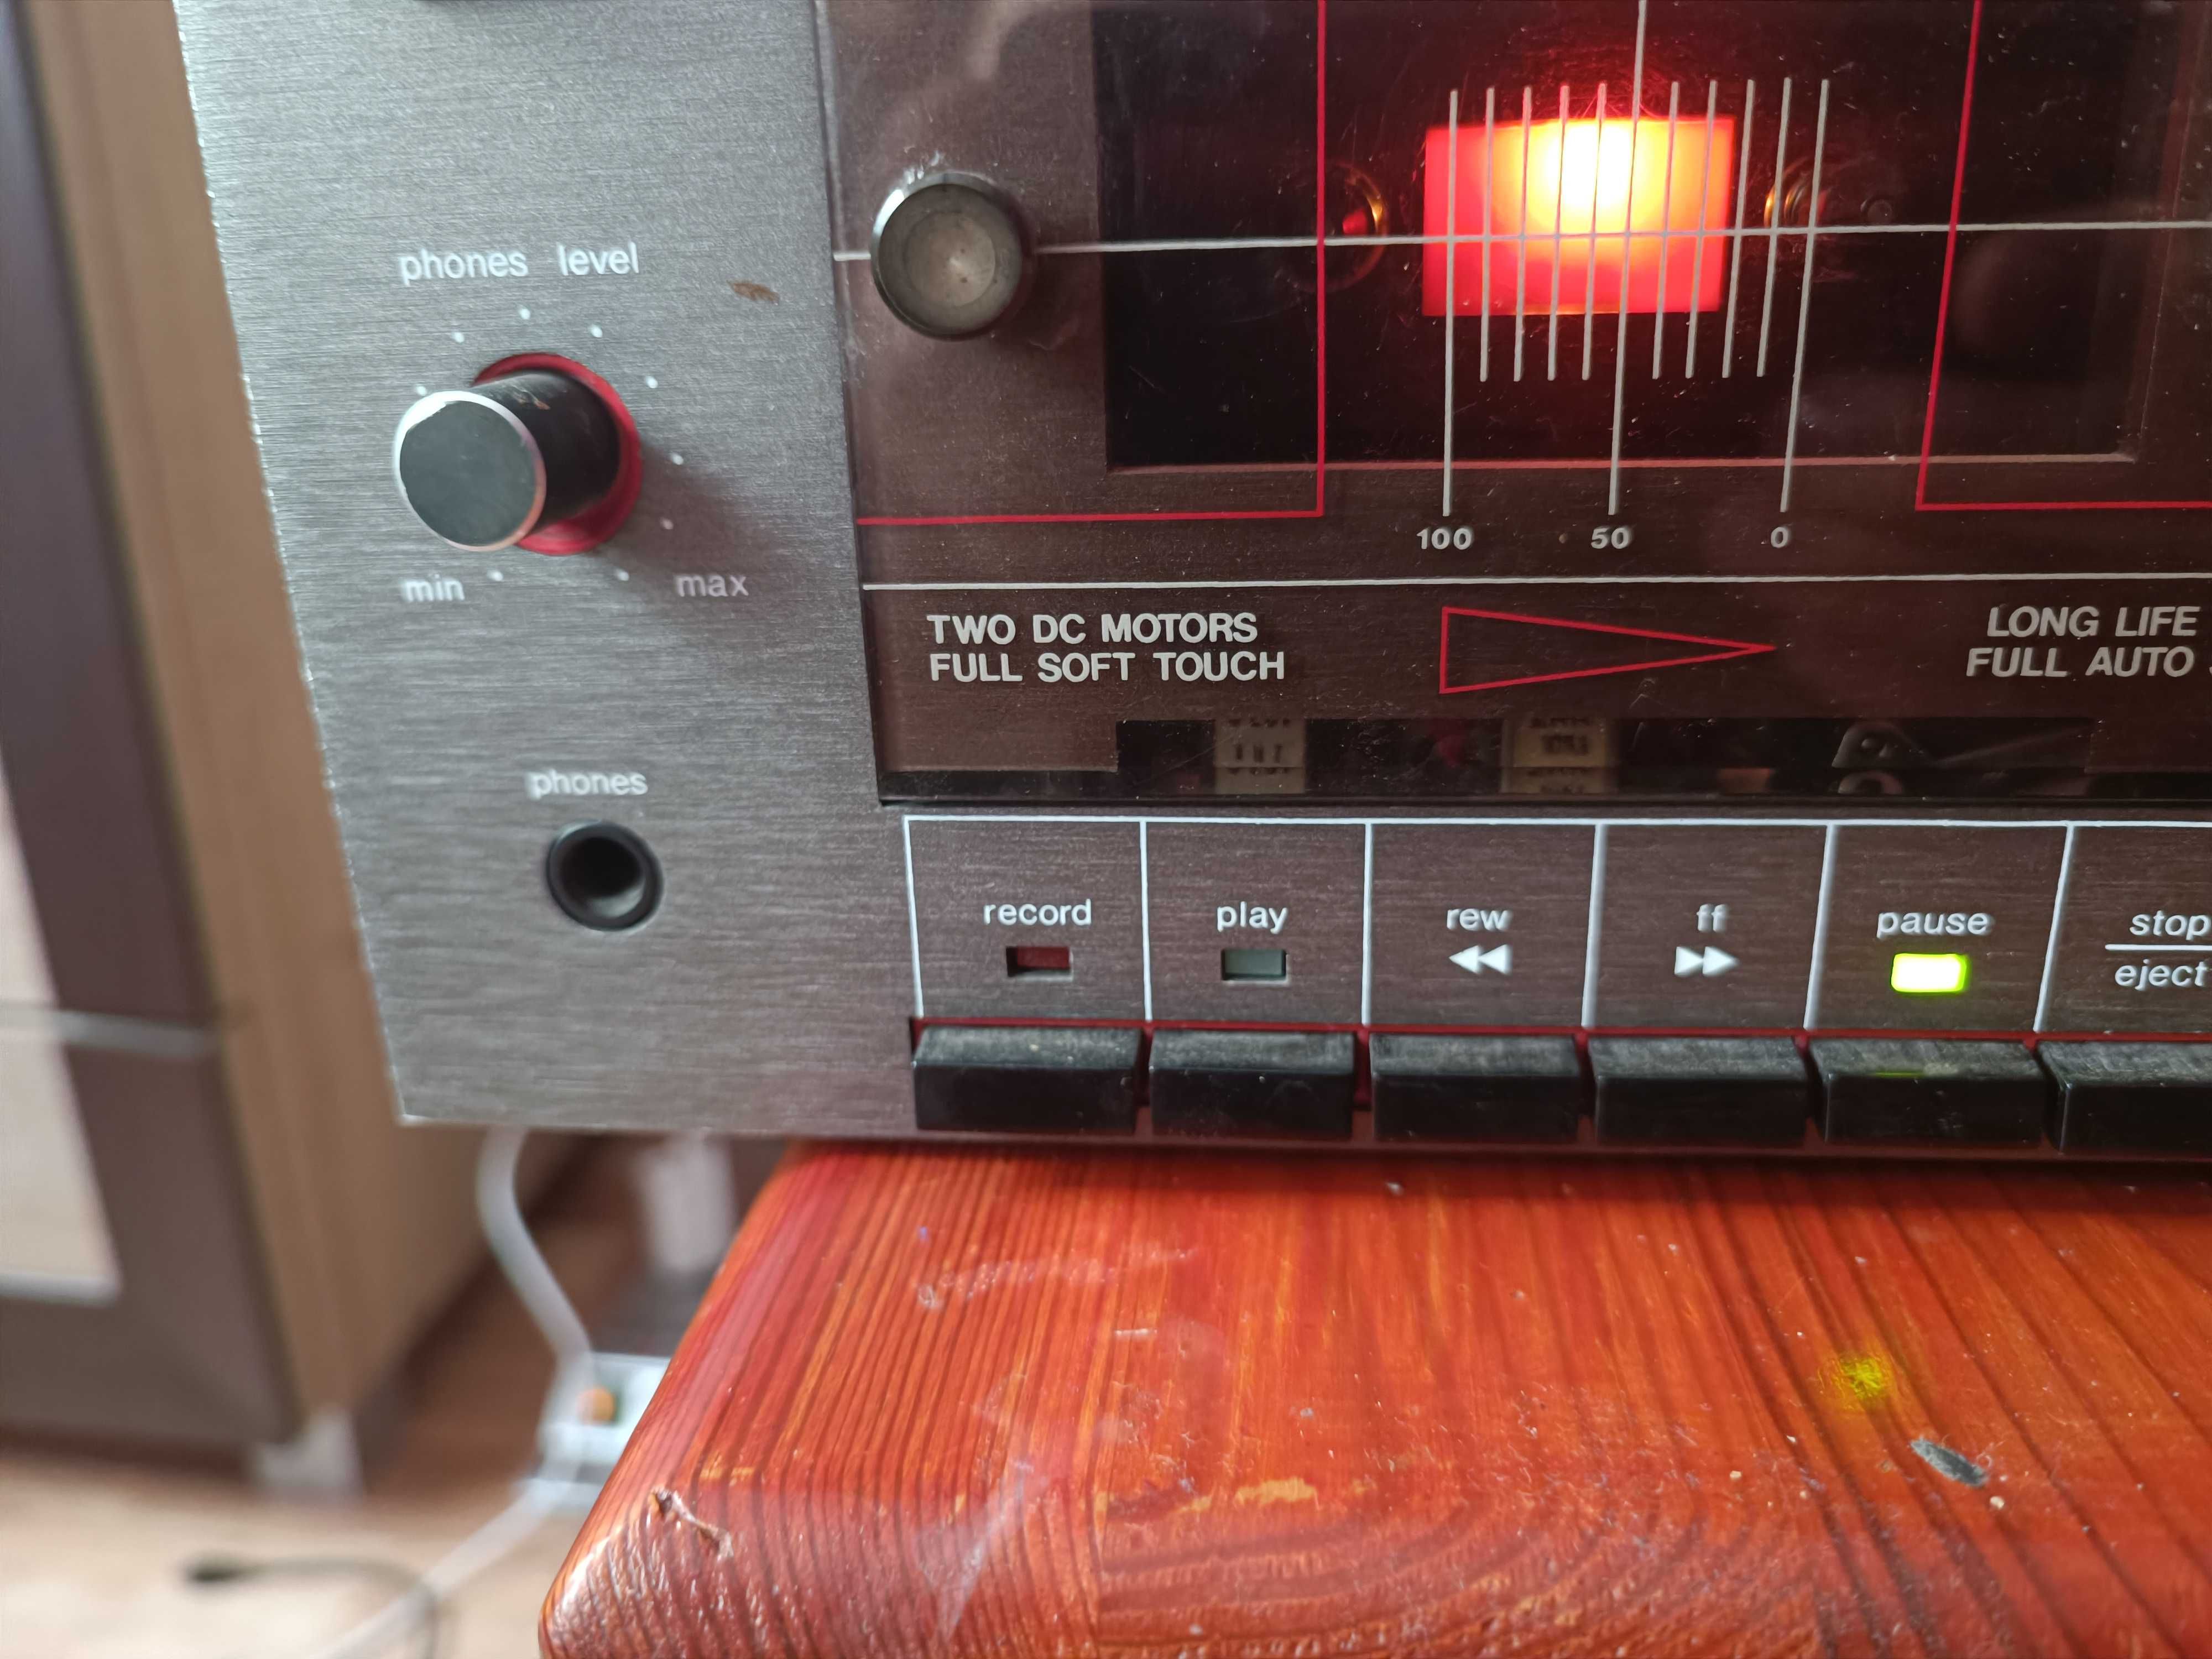 phones level
min
max
100
50
0
TWO DC MOTORS
FULL SOFT TOUCH
LONG LIFE
FULL AUTO
phones
record
play
rew
ff
pause
stop
eject